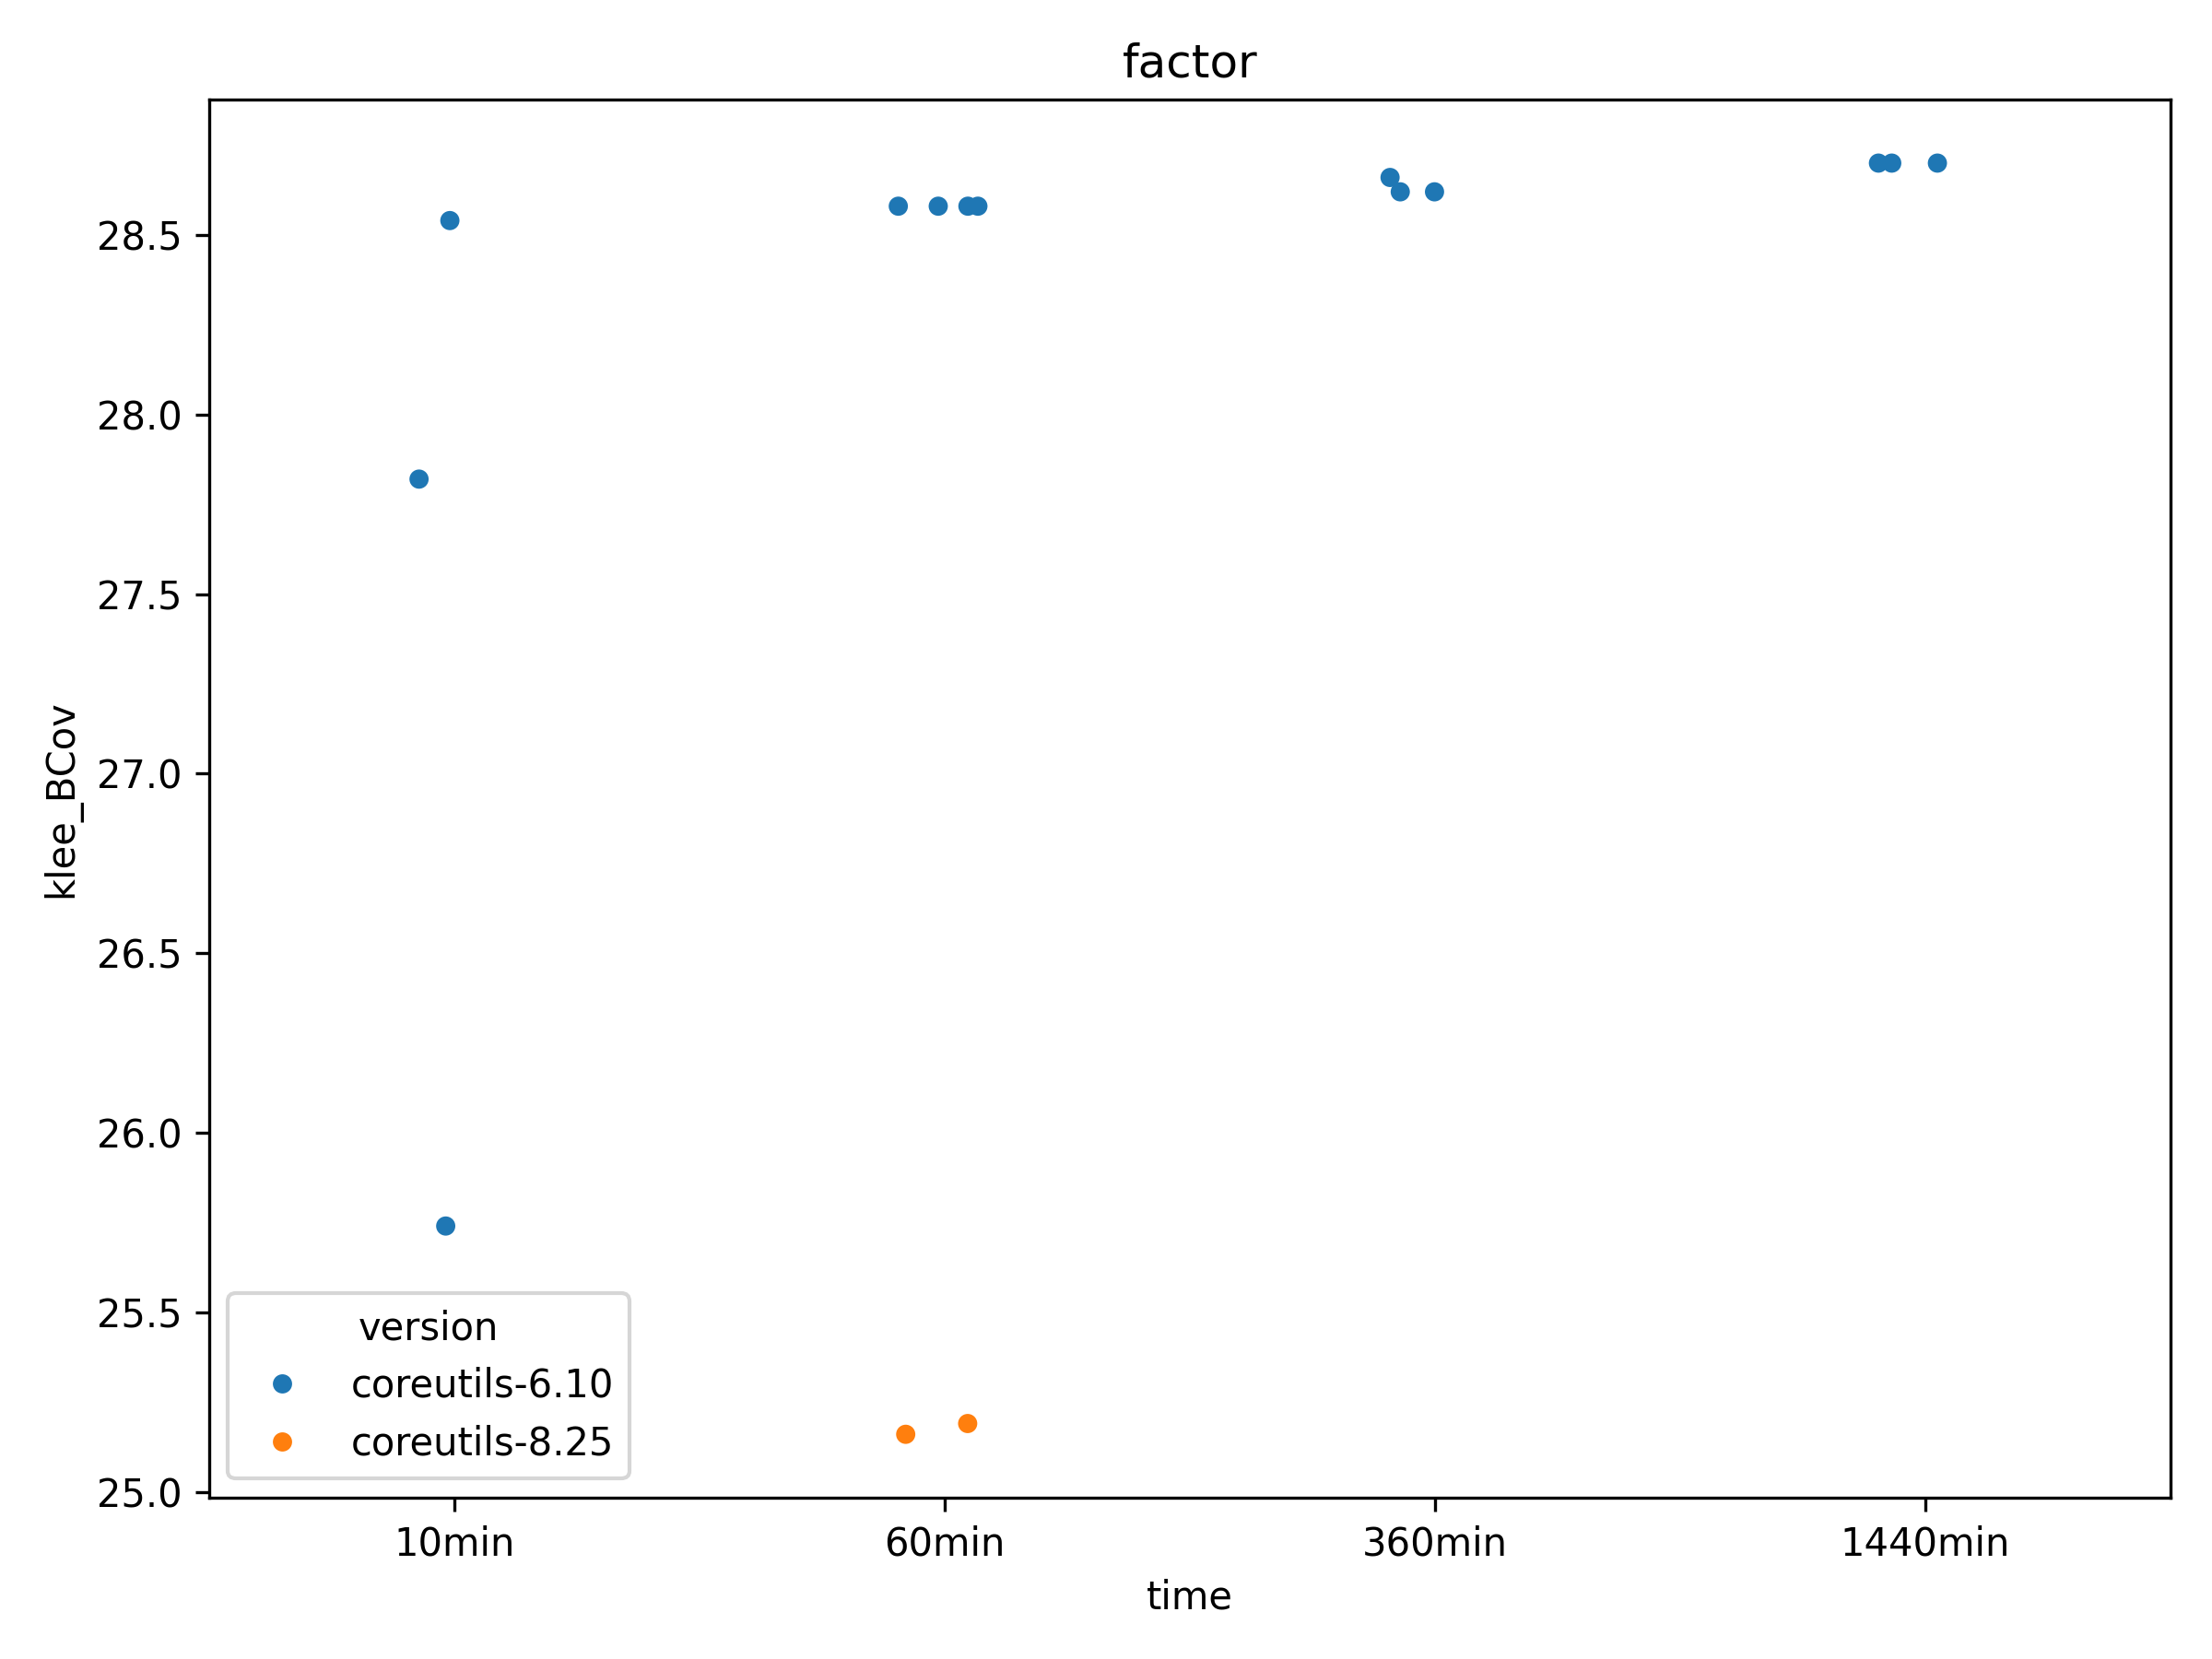 factor
klee_BCov
28.5
28.0
27.5
27.0
26.5
26.0
25.5
25.0
version
coreutils-6.10
coreutils-8.25
10min
60min
360min
1440min
time